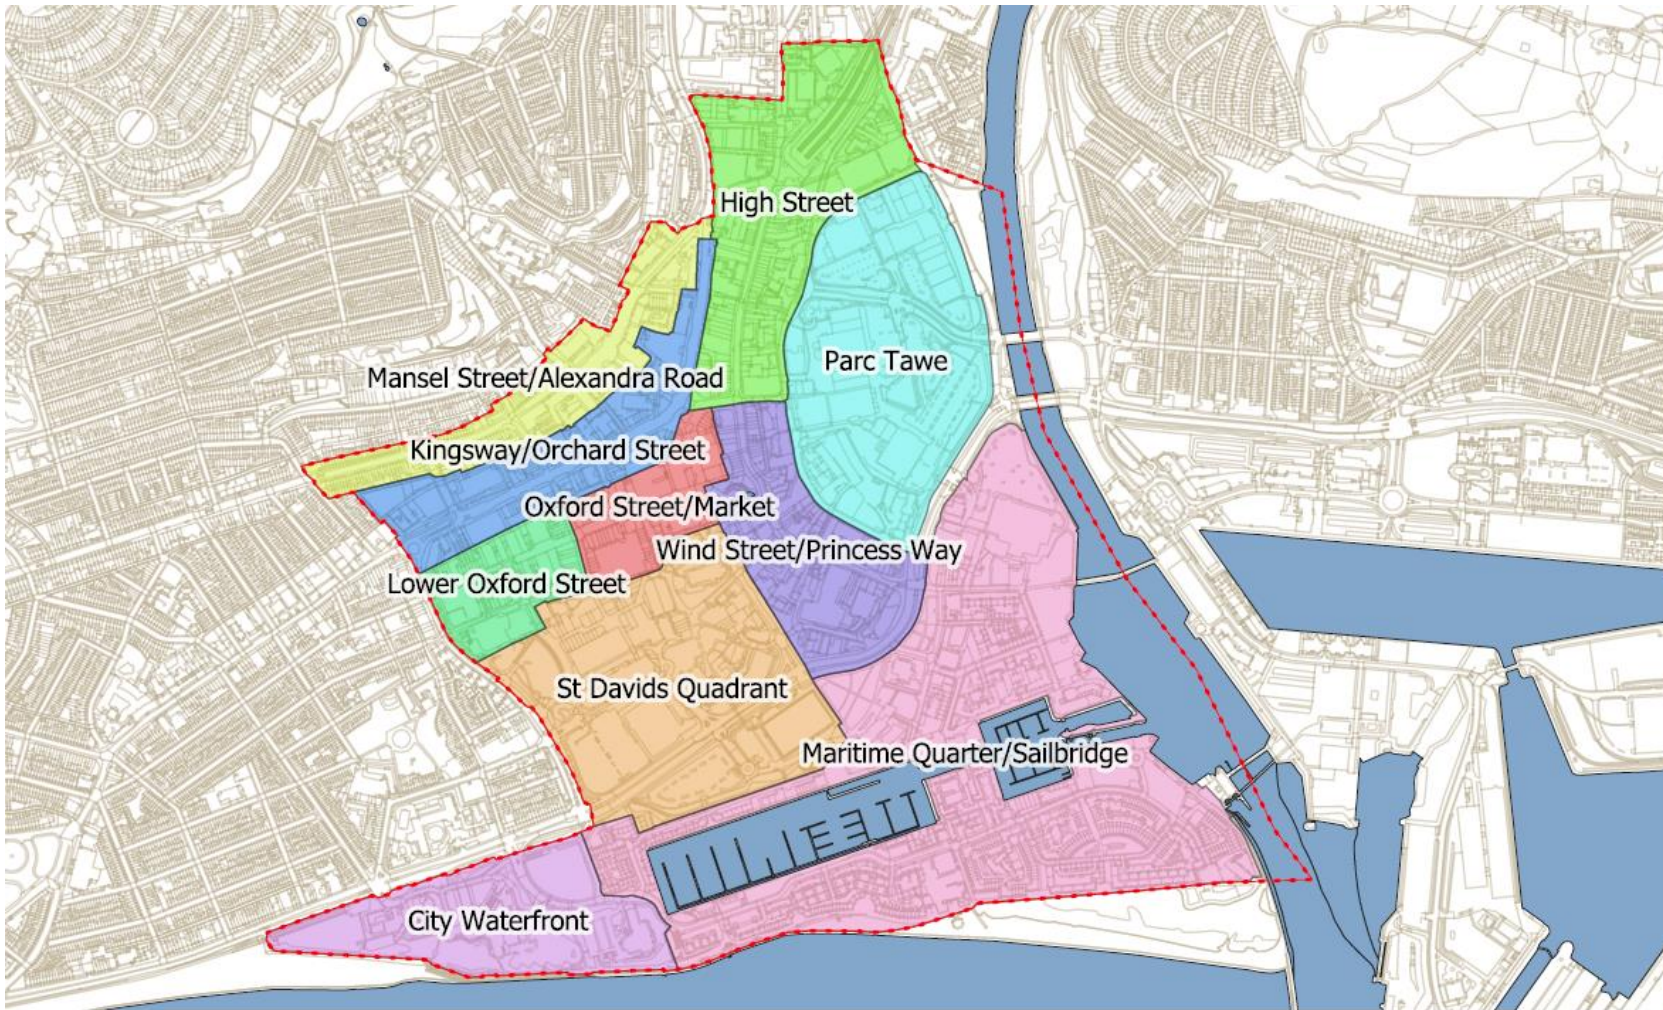 High Street
Parc Tawe
Mansel Street/Alexandra Road
Kingsway/Orchard Street
Oxford Street/Market
Wind Street/Princess Way
Lower Oxford Street
St Davids Quadrant
Maritime Quarter/Sailbridge
City Waterfront